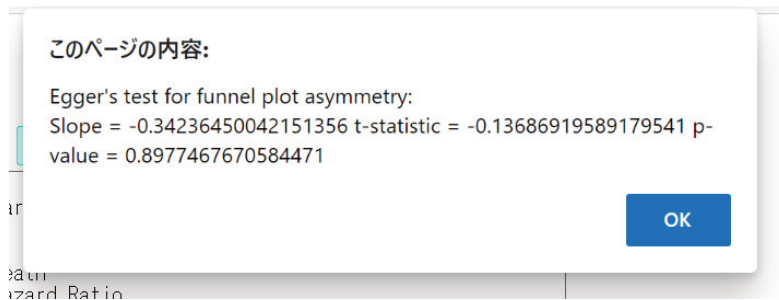 このページの内容:
Egger's test for funnel plot asymmetry:
Slope = -0.34236450042151356 t-statistic = -0.13686919589179541 p-
value = 0.8977467670584471
OK
Ratio